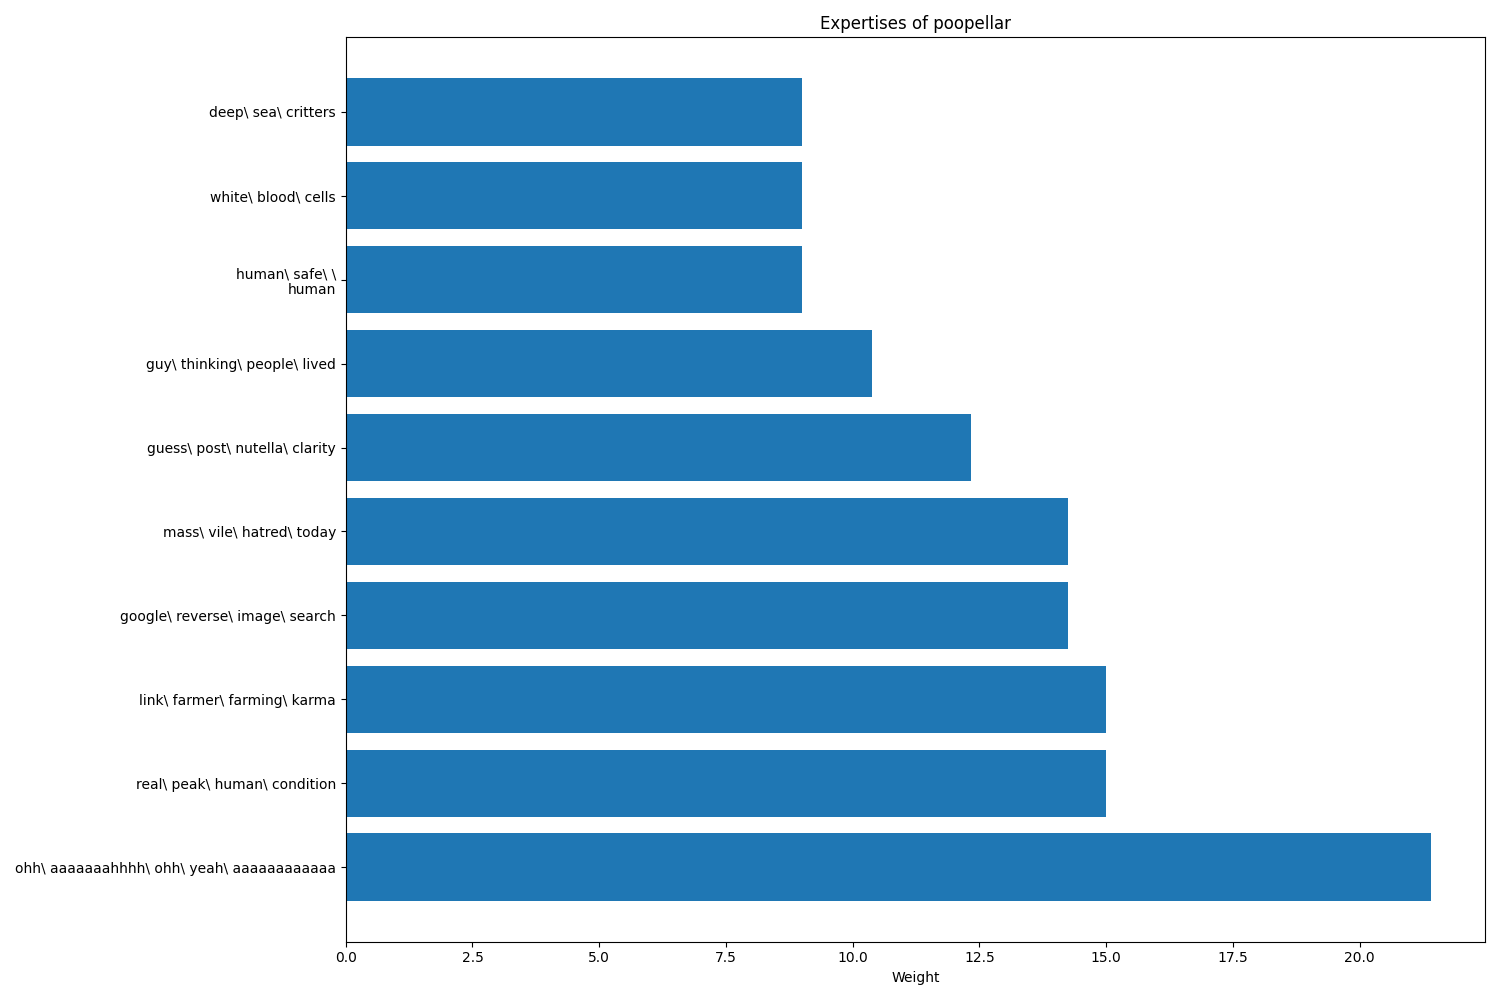 Expertises of poopellar
deep\ sea\ critters
white\ blood\ cells
human\ safe\ \
human
guy\ thinking\ people\ lived
guess\ post\ nutella\ clarity
mass\ vile\ hatred\ today
google\ reverse\ image\ search
link\ farmer\ farming\ karma
real\ peak\ human\ condition
ohh\ aaaaaaahhhh\ ohh\ yeah\ aaaaaaaaaaaa
0.0 2.5 5.0 7.5 10.0 12.5 15.0 17.5 20.0
Weight